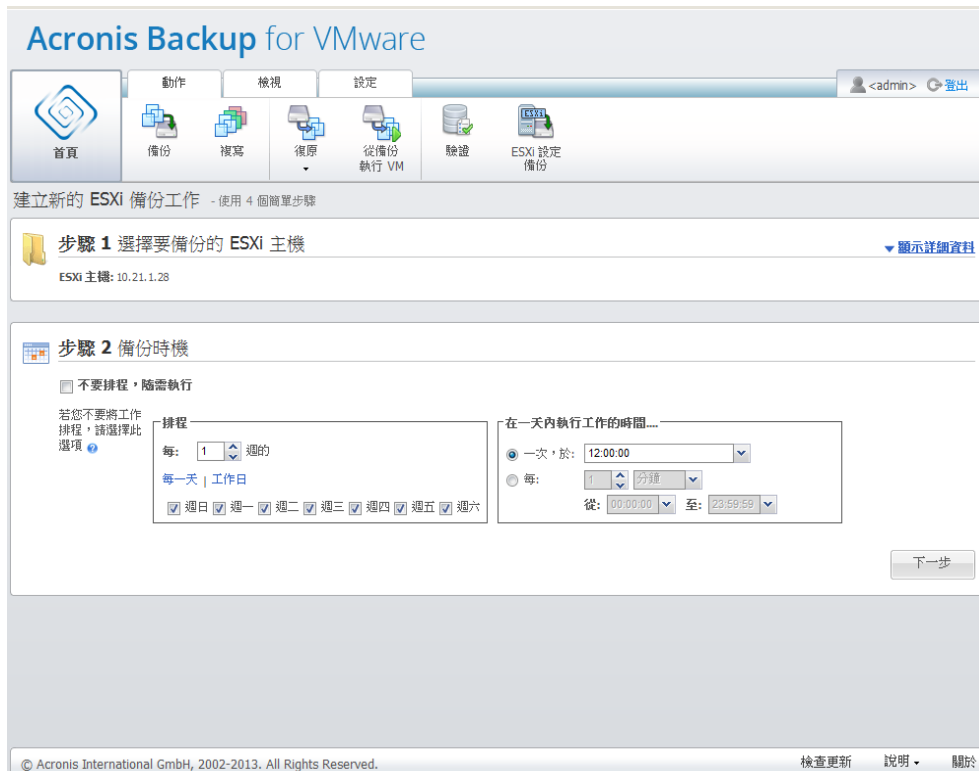 Acronis Backup for VMware
動作
檢視
設定
<admin>
登出
首頁
備份
複寫
復原
從備份
執行 VM
驗證
ESXi 設定
備份
建立新的 ESXi 備份工作 - 使用 4 個簡單步驟
步驟 1 選擇要備份的 ESXi 主機
顯示詳細資料
ESXi 主機: 10.21.1.28
步驟 2 備份時機
不要排程，隨需執行
若您不要將工作
排程，請選擇此
選項
排程
每: 1 週的
每一天 | 工作日
週日 週一 週二 週三 週四 週五 週六
在一天內執行工作的時間....
一次，於: 12:00:00
每: 1 分鐘
從: 00:00:00 至: 23:59:59
下一步
© Acronis International GmbH, 2002-2013. All Rights Reserved.
檢查更新
說明
關於